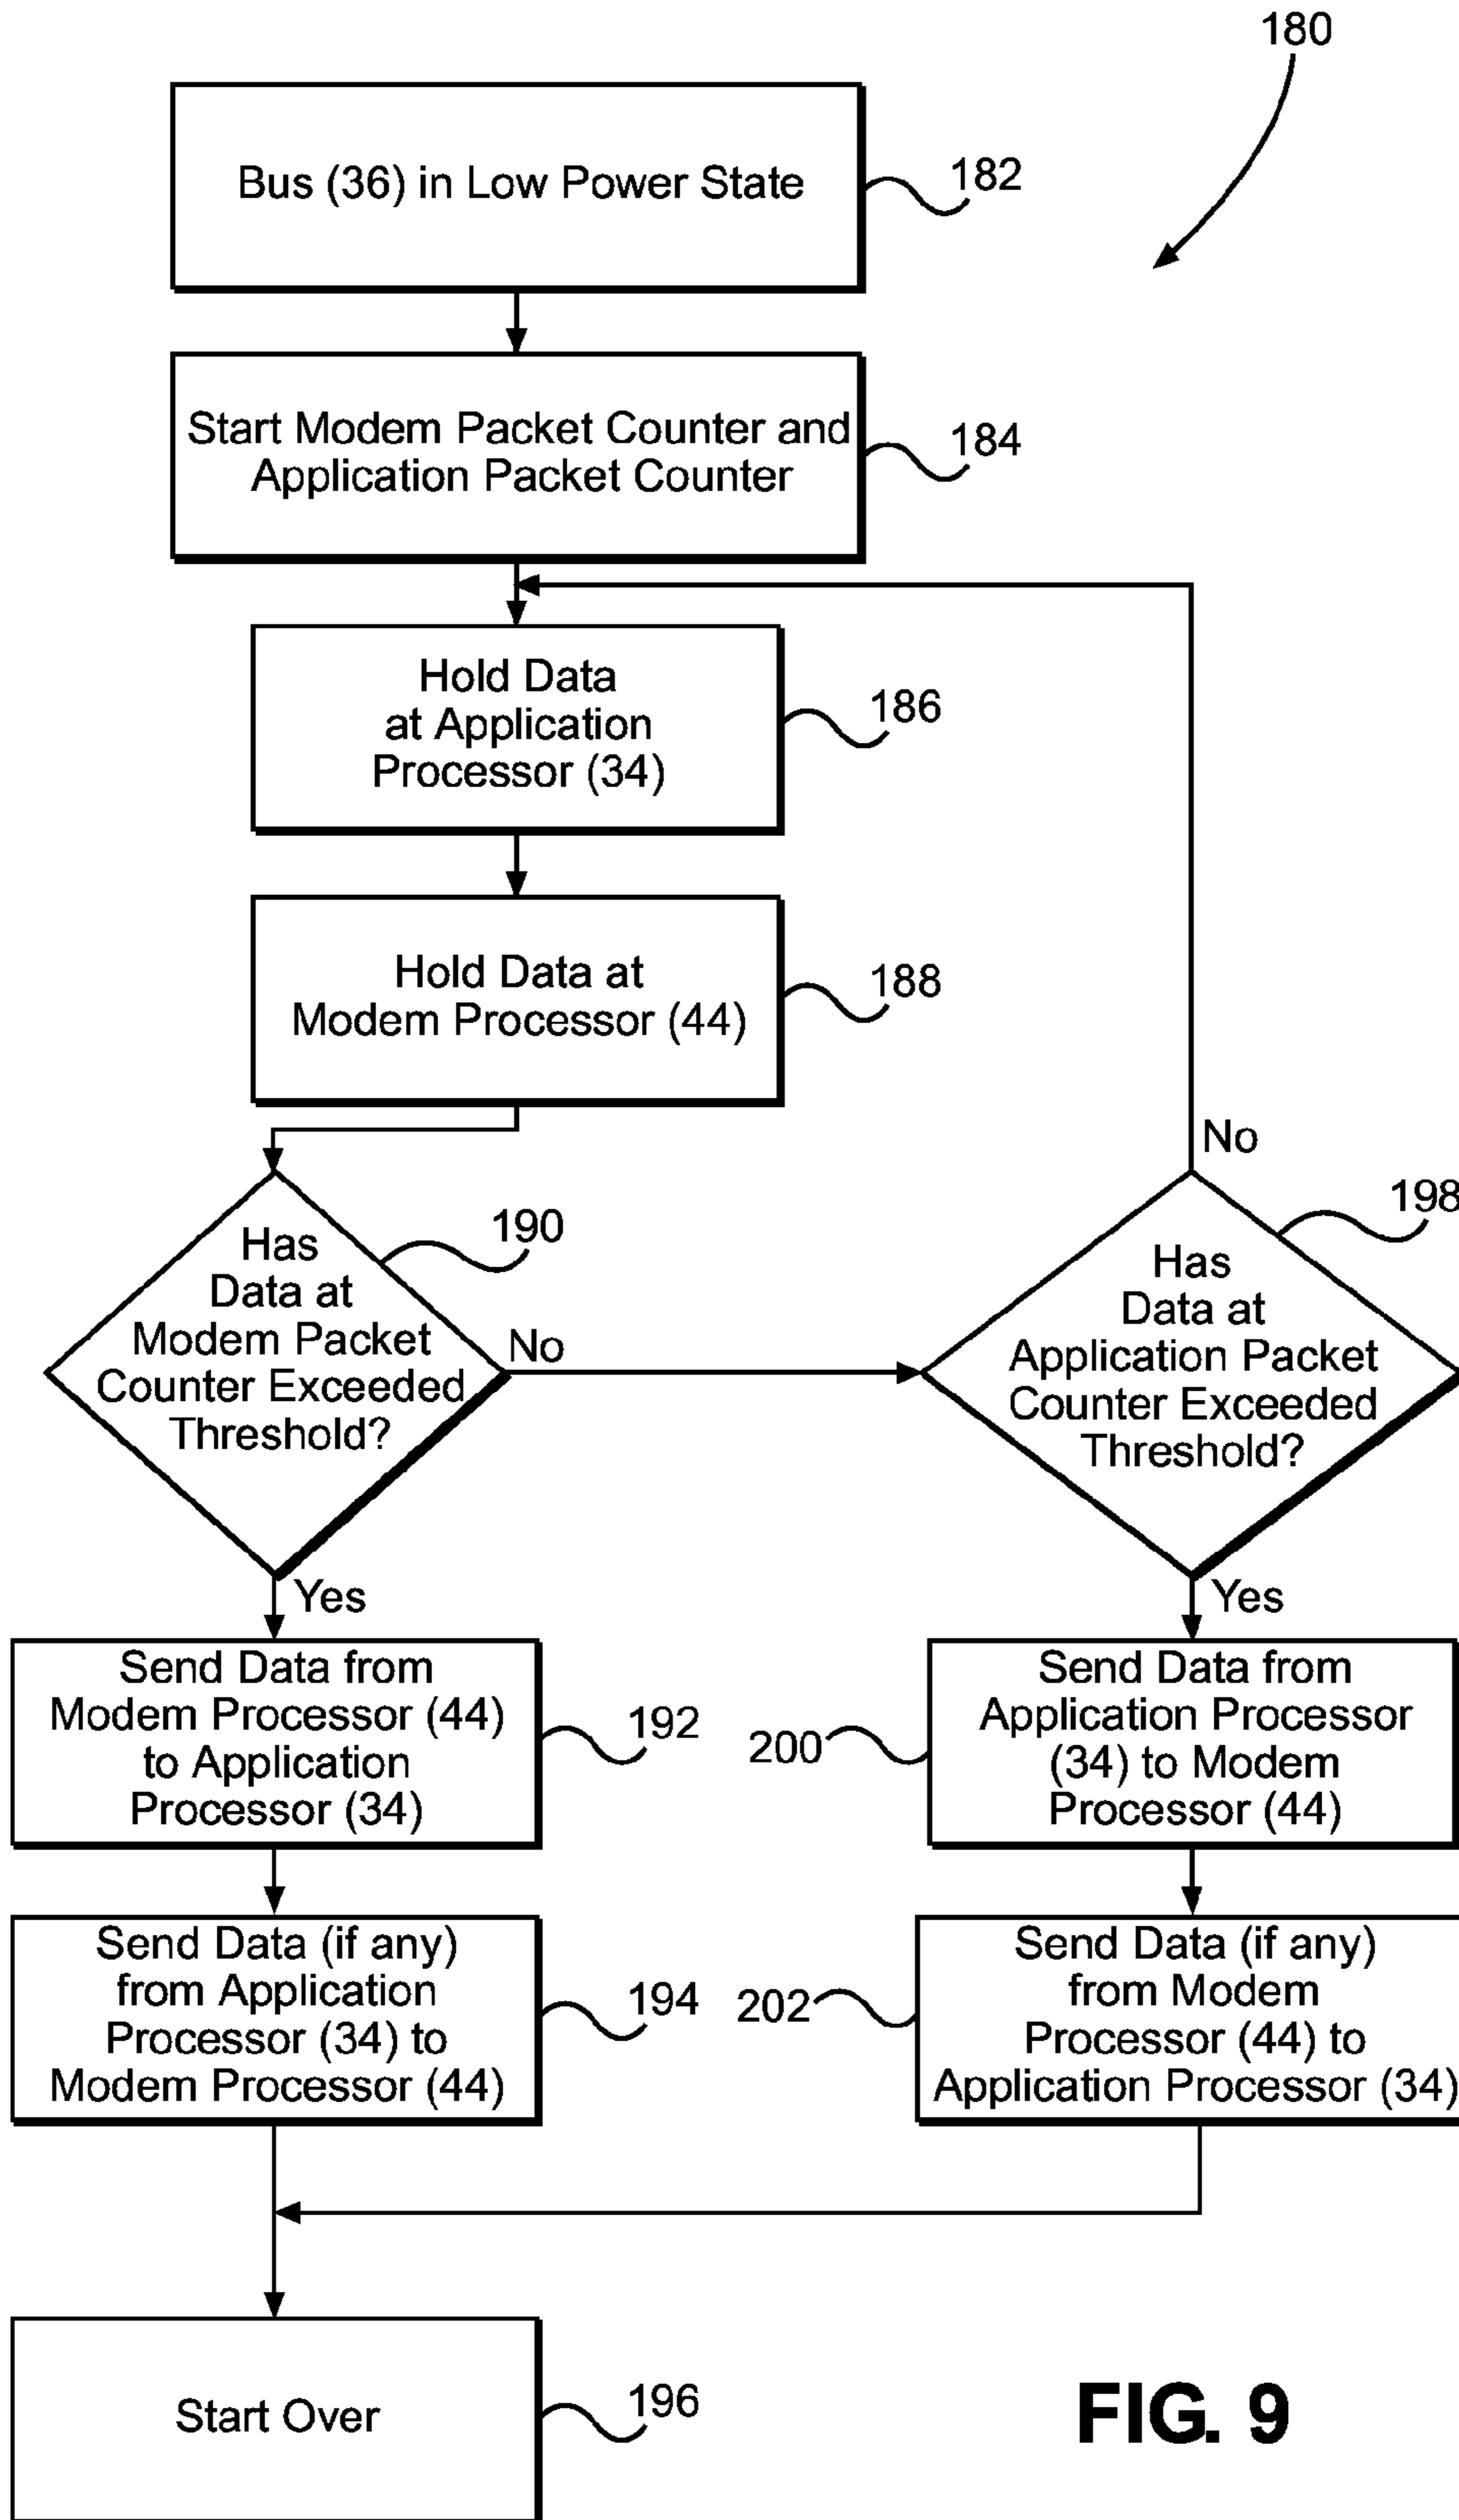 180
Bus (36) in Low Power State
182
Start Modem Packet Counter and
Application Packet Counter
184
Hold Data
at Application
Processor (34)
186
Hold Data at
Modem Processor (44)
188
Has
Data at
Modem Packet
Counter Exceeded
Threshold?
190
No
Yes
Has
Data at
Application Packet
Counter Exceeded
Threshold?
198
No
Yes
Send Data from
Modem Processor (44)
to Application
Processor (34)
192
Send Data from
Application Processor
(34) to Modem
Processor (44)
200
Send Data (if any)
from Application
Processor (34) to
Modem Processor (44)
194
Send Data (if any)
from Modem
Processor (44) to
Application Processor (34)
202
Start Over
196
FIG. 9